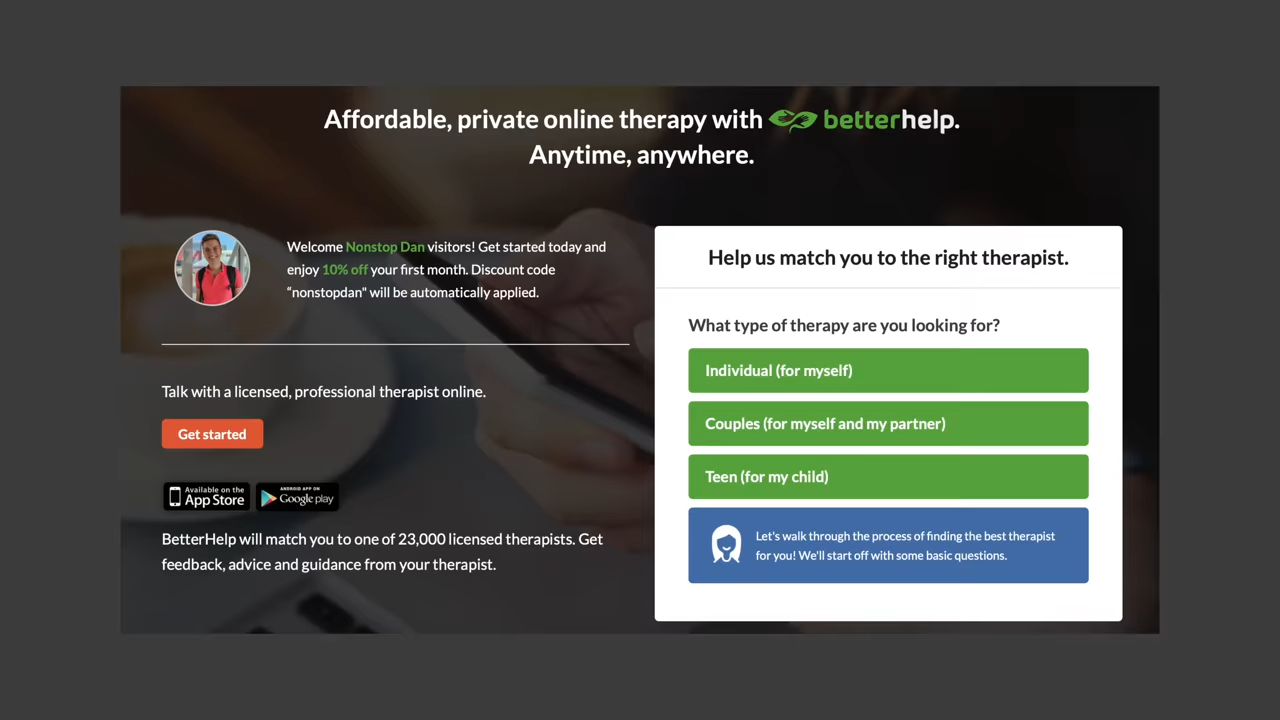 Affordable, private online therapy with betterhelp.
Anytime, anywhere.
Welcome Nonstop Dan visitors! Get started today and
enjoy 10% off your first month. Discount code
“nonstopdan" will be automatically applied.
Talk with a licensed, professional therapist online.
Get started
Available on the
App Store
ANDROID APP ON
Google play
BetterHelp will match you to one of 23,000 licensed therapists. Get
feedback, advice and guidance from your therapist.
Help us match you to the right therapist.
What type of therapy are you looking for?
Individual (for myself)
Couples (for myself and my partner)
Teen (for my child)
Let's walk through the process of finding the best therapist
for you! We'll start off with some basic questions.